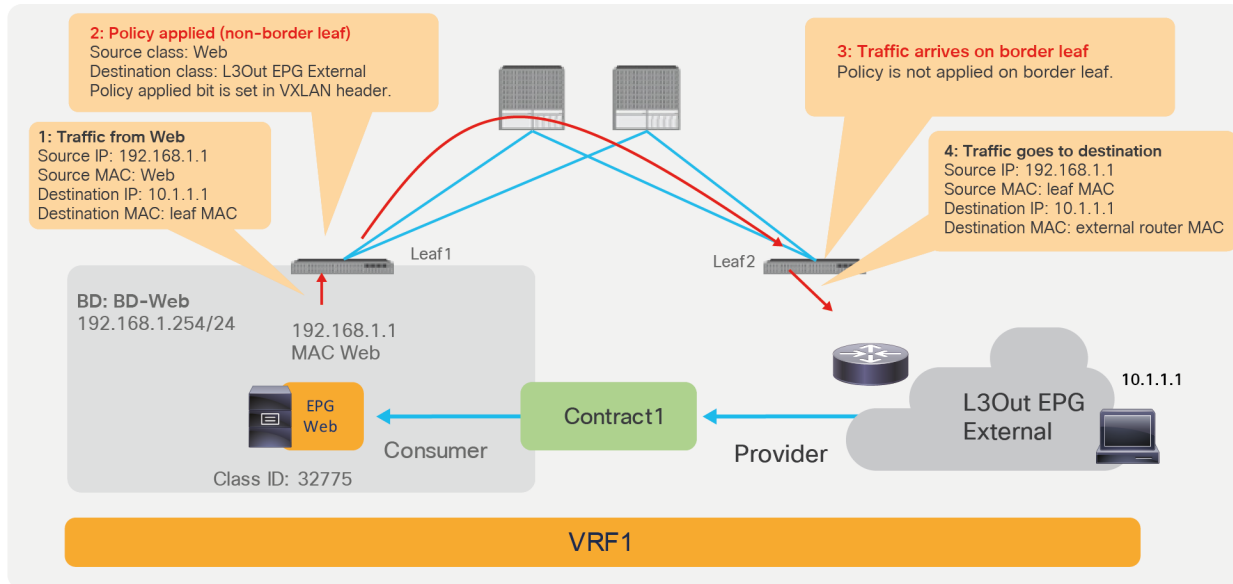 2: Policy applied (non-border leaf)
Source class: Web
Destination class: L3Out EPG External
Policy applied bit is set in VXLAN header.
3: Traffic arrives on border leaf
Policy is not applied on border leaf.
1: Traffic from Web
Source IP: 192.168.1.1
Source MAC: Web
Destination IP: 10.1.1.1
Destination MAC: leaf MAC
4: Traffic goes to destination
Source IP: 192.168.1.1
Source MAC: leaf MAC
Destination IP: 10.1.1.1
Destination MAC: external router MAC
Leaf1
Leaf2
BD: BD-Web
192.168.1.254/24
192.168.1.1
MAC Web
EPG
Web
Consumer
Class ID: 32775
Contract1
Provider
L3Out EPG
External
10.1.1.1
VRF1